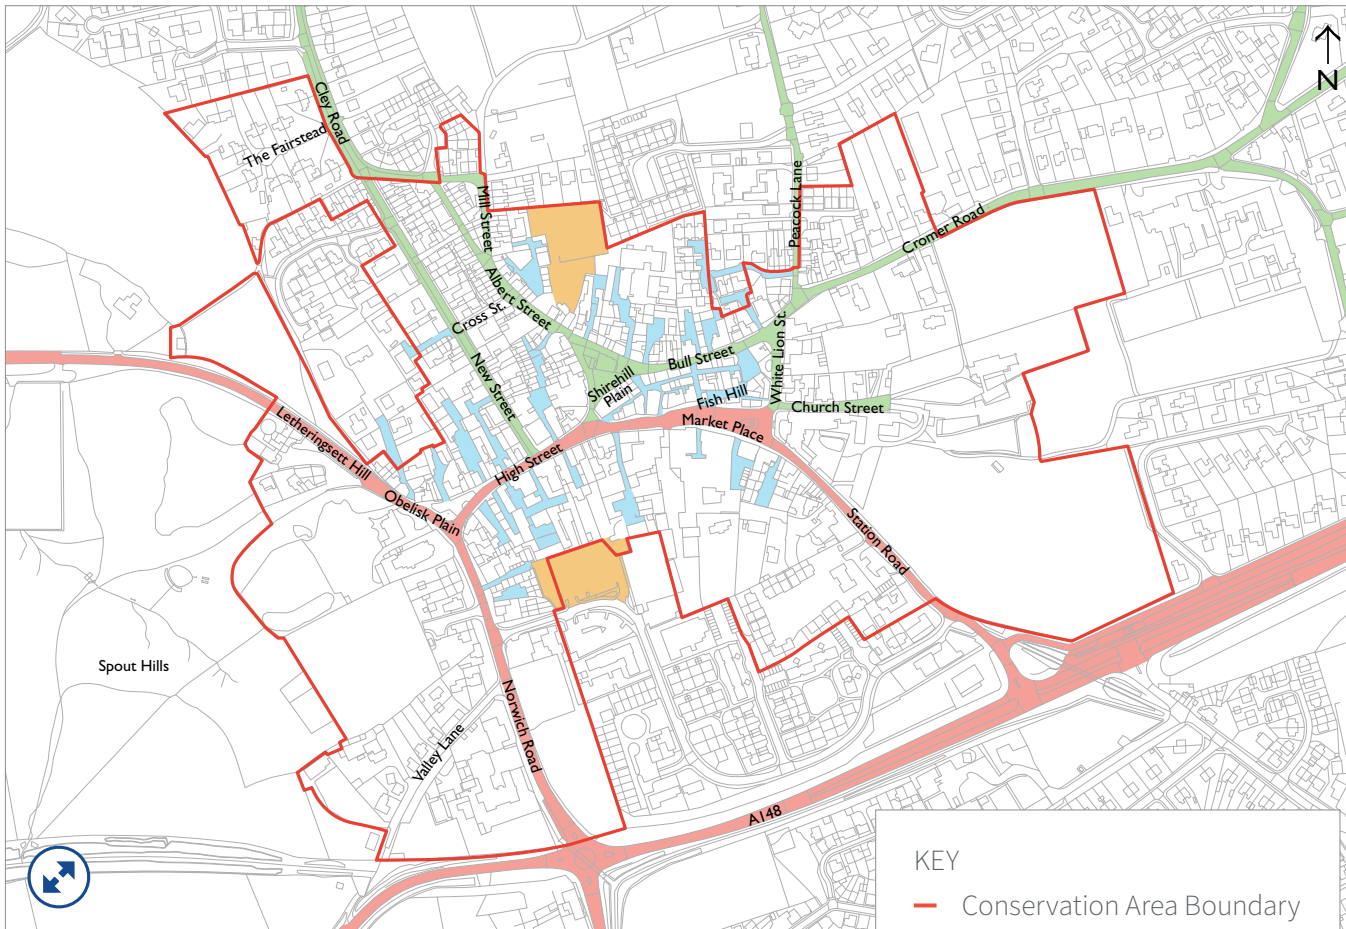 N
Cley Road
The Fairstead
Mill Street
Peacock Lane
Cromer Road
Albert Street
Cross St.
New Street
Shirehill
Plain
Bull Street
White Lion St.
Fish Hill
Church Street
Market Place
High Street
Letheringsett Hill
Obelisk Plain
Station Road
Spout Hills
Valley Lane
Norwich Road
A148
KEY
Conservation Area Boundary